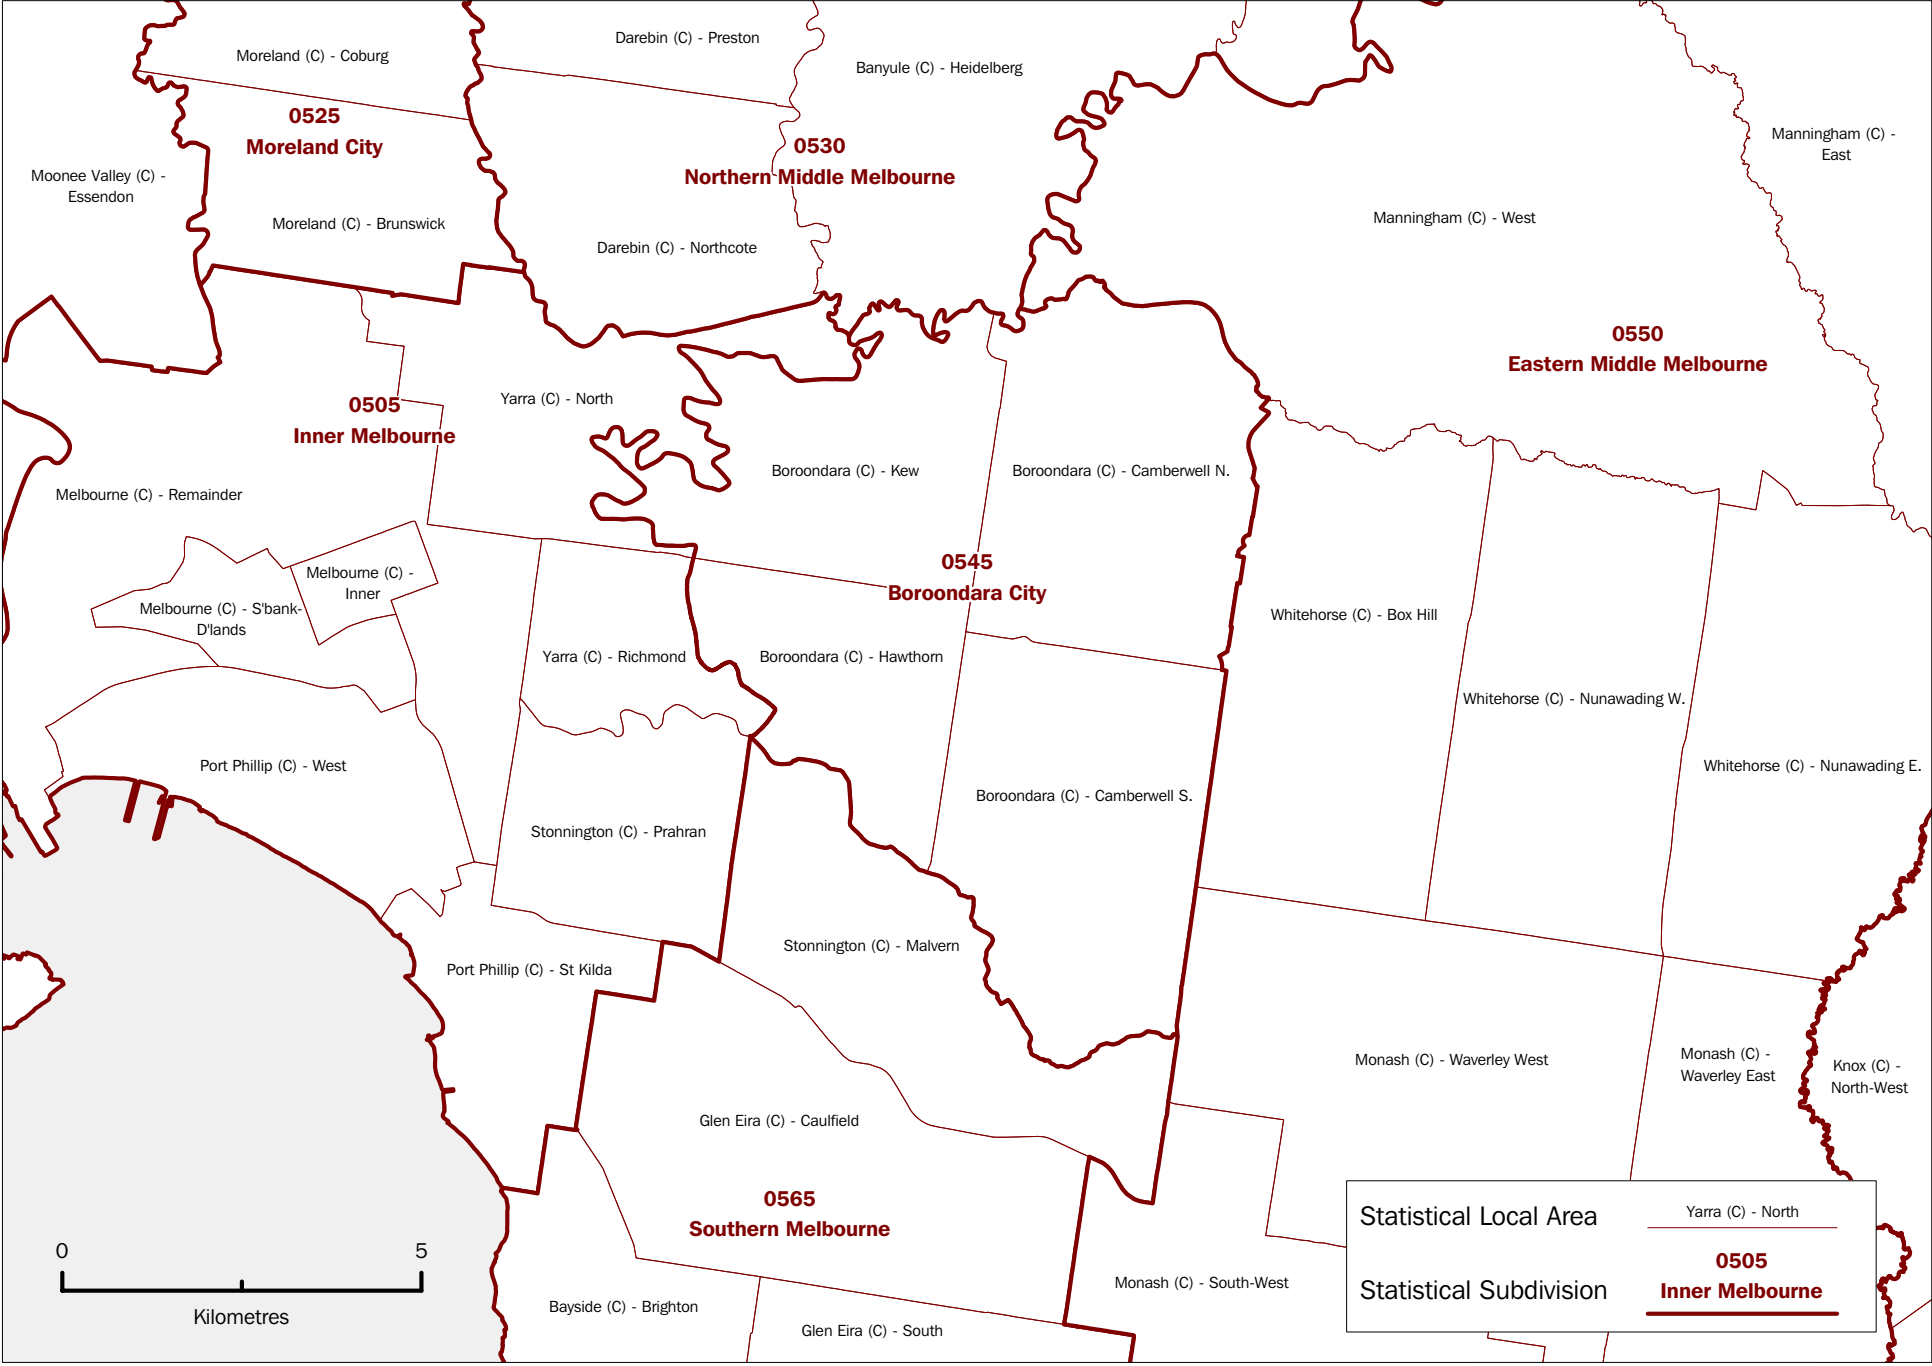 Darebin (C) - Preston
Moreland (C) - Coburg
Banyule (C) - Heidelberg
0525
Moreland City
Manningham (C) -
East
0530
Northern Middle Melbourne
Moonee Valley (C) -
Essendon
Moreland (C) - Brunswick
Manningham (C) - West
Darebin (C) - Northcote
0550
Eastern Middle Melbourne
Yarra (C) - North
0505
Inner Melbourne
Boroondara (C) - Kew
Boroondara (C) - Camberwell N.
Melbourne (C) - Remainder
0545
Boroondara City
Melbourne (C) -
Inner
Melbourne (C) - S'bank-
D'lands
Whitehorse (C) - Box Hill
Yarra (C) - Richmond
Boroondara (C) - Hawthorn
Whitehorse (C) - Nunawading W.
Port Phillip (C) - West
Whitehorse (C) - Nunawading E.
Boroondara (C) - Camberwell S.
Stonnington (C) - Prahran
Stonnington (C) - Malvern
Port Phillip (C) - St Kilda
Monash (C) - Waverley West
Monash (C) -
Waverley East
Knox (C) -
North-West
Glen Eira (C) - Caulfield
0565
Southern Melbourne
Statistical Local Area
Yarra (C) - North
0505
Inner Melbourne
Statistical Subdivision
0 5
Kilometres
Monash (C) - South-West
Bayside (C) - Brighton
Glen Eira (C) - South